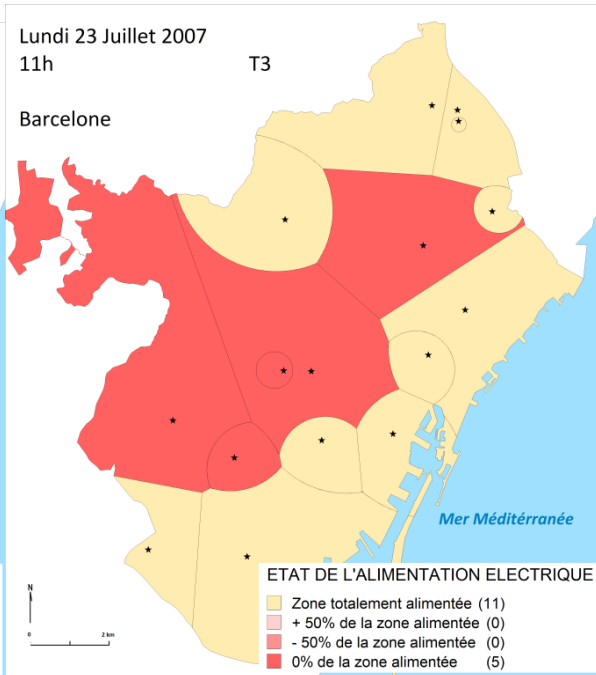 Lundi 23 Juillet 2007
11h T3
Barcelone
Mer Méditérranée
ETAT DE L'ALIMENTATION ELECTRIQUE
Zone totalement alimentée (11)
+ 50% de la zone alimentée (0)
- 50% de la zone alimentée (0)
0% de la zone alimentée (5)
N
0 2 km